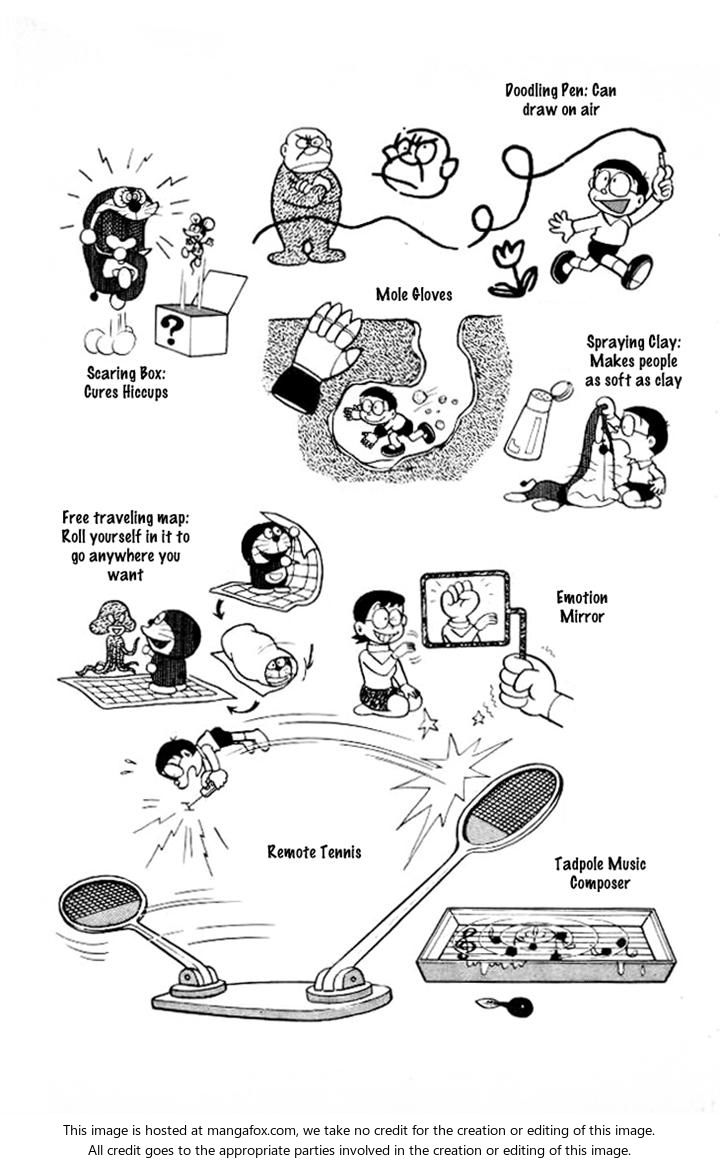 Doodling Pen: Can
draw on air
Mole Gloves
Scaring Box:
Cures Hiccups
?
Spraying Clay:
Makes people
as soft as clay
Free traveling map:
Roll yourself in it to
go anywhere you
want
Emotion
Mirror
Remote Tennis
Tadpole Music
Composer
This image is hosted at mangafox.com, we take no credit for the creation or editing of this image.
All credit goes to the appropriate parties involved in the creation or editing of this image.